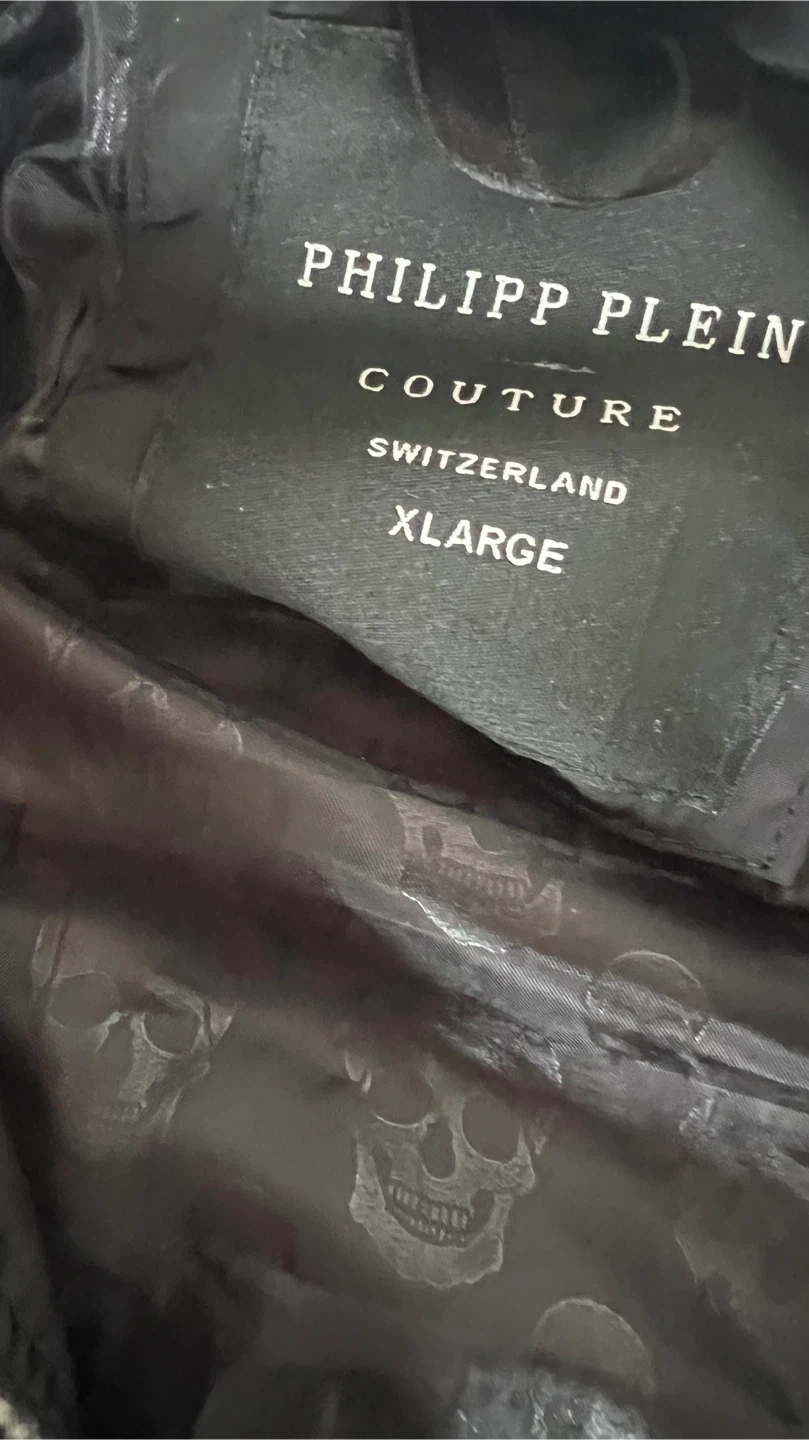 PHILIPP PLEIN
COUTURE
SWITZERLAND
XLARGE